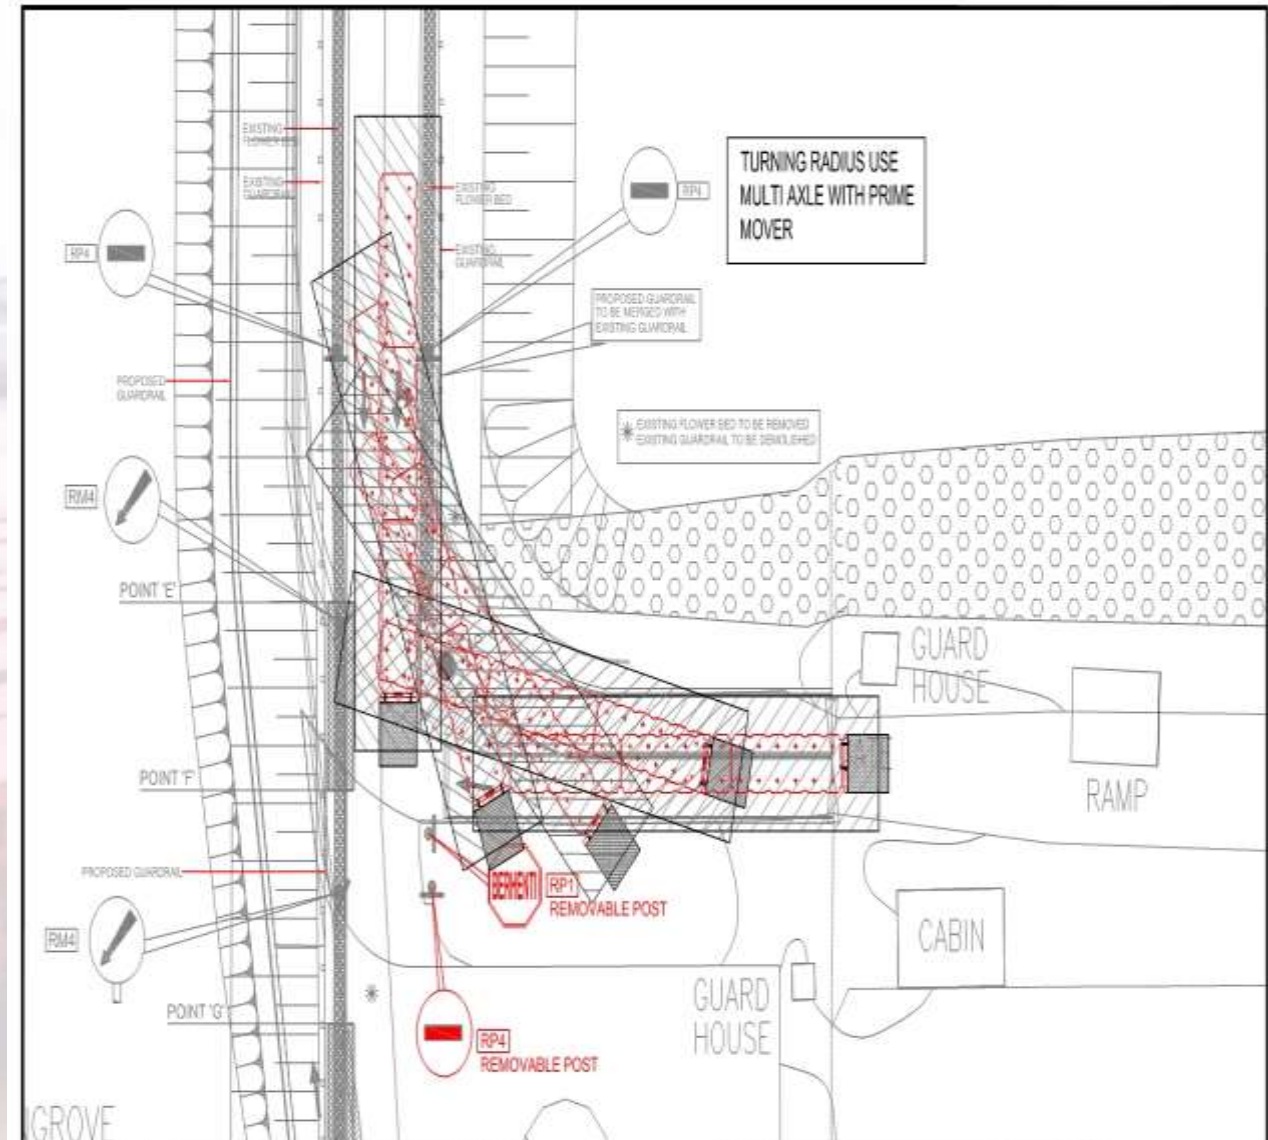 EXISTING
FLOWER BED
EXISTING
GUARDRAIL
EXISTING
FLOWER BED
EXISTING
GUARDRAIL
RP4
RP4
TURNING RADIUS USE
MULTI AXLE WITH PRIME
MOVER
PROPOSED GUARDRAIL
TO BE MERGED WITH
EXISTING GUARDRAIL
PROPOSED
GUARDRAIL
EXISTING FLOWER BED TO BE REMOVED
EXISTING GUARDRAIL TO BE DEMOLISHED
RM4
POINT 'E'
GUARD
HOUSE
POINT 'F'
RAMP
PROPOSED GUARDRAIL
BERHENTI
RP1
REMOVABLE POST
RM4
CABIN
POINT 'G'
GUARD
HOUSE
RP4
REMOVABLE POST
IGROVE